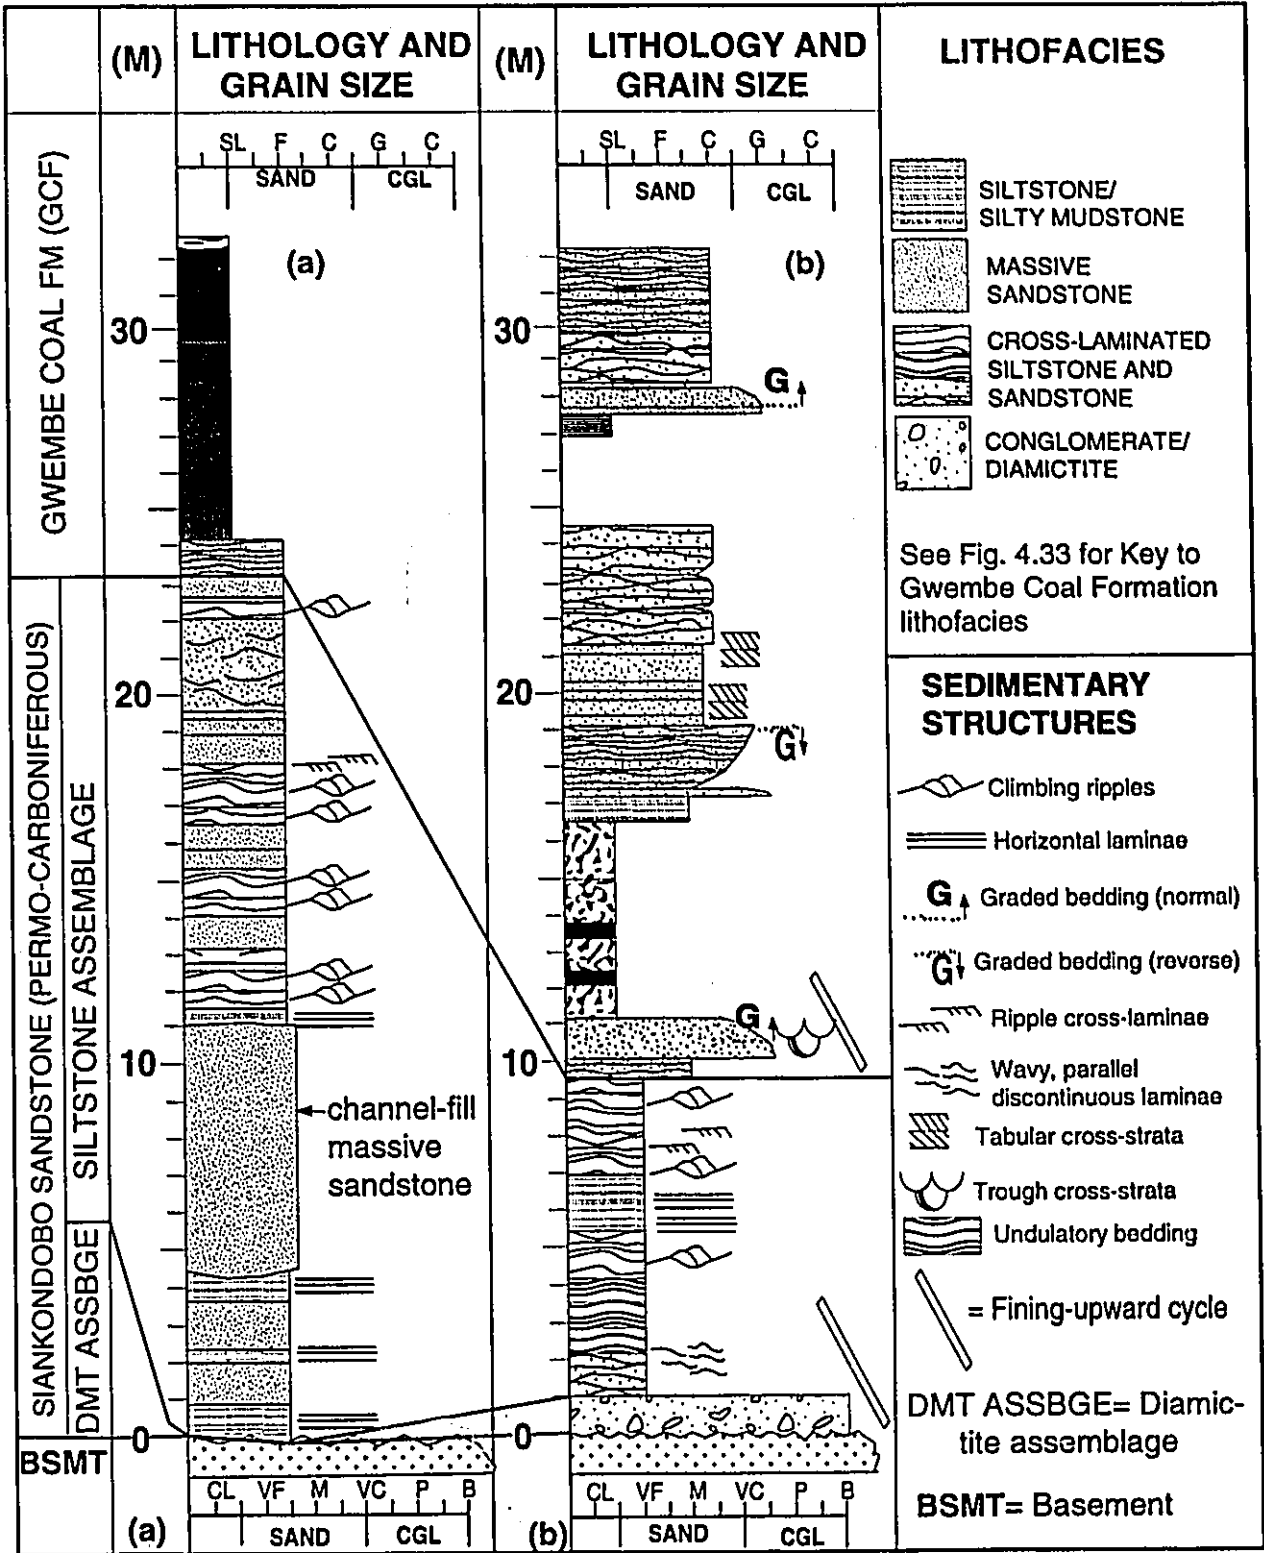 (M)
LITHOLOGY AND
GRAIN SIZE
(M)
LITHOLOGY AND
GRAIN SIZE
LITHOFACIES
SL F C G C
SAND CGL
(a)
SL F C G C
SAND CGL
(b)
GWEMBE COAL FM (GCF)
SIANKONDOBO SANDSTONE (PERMO-CARBONIFEROUS)
SILTSTONE ASSEMBLAGE
DMT ASSBGE
BSMT
30
20
10
0
channel-fill
massive
sandstone
CL VF M VC P B
SAND CGL
(a)
30
20
10
0
G
G
G
CL VF M VC P B
SAND CGL
(b)
SILTSTONE/
SILTY MUDSTONE
MASSIVE
SANDSTONE
CROSS-LAMINATED
SILTSTONE AND
SANDSTONE
CONGLOMERATE/
DIAMICTITE
See Fig. 4.33 for Key to
Gwembe Coal Formation
lithofacies
SEDIMENTARY
STRUCTURES
Climbing ripples
Horizontal laminae
G Graded bedding (normal)
G Graded bedding (reverse)
Ripple cross-laminae
Wavy, parallel
discontinuous laminae
Tabular cross-strata
Trough cross-strata
Undulatory bedding
= Fining-upward cycle
DMT ASSBGE= Diamic-
tite assemblage
BSMT= Basement